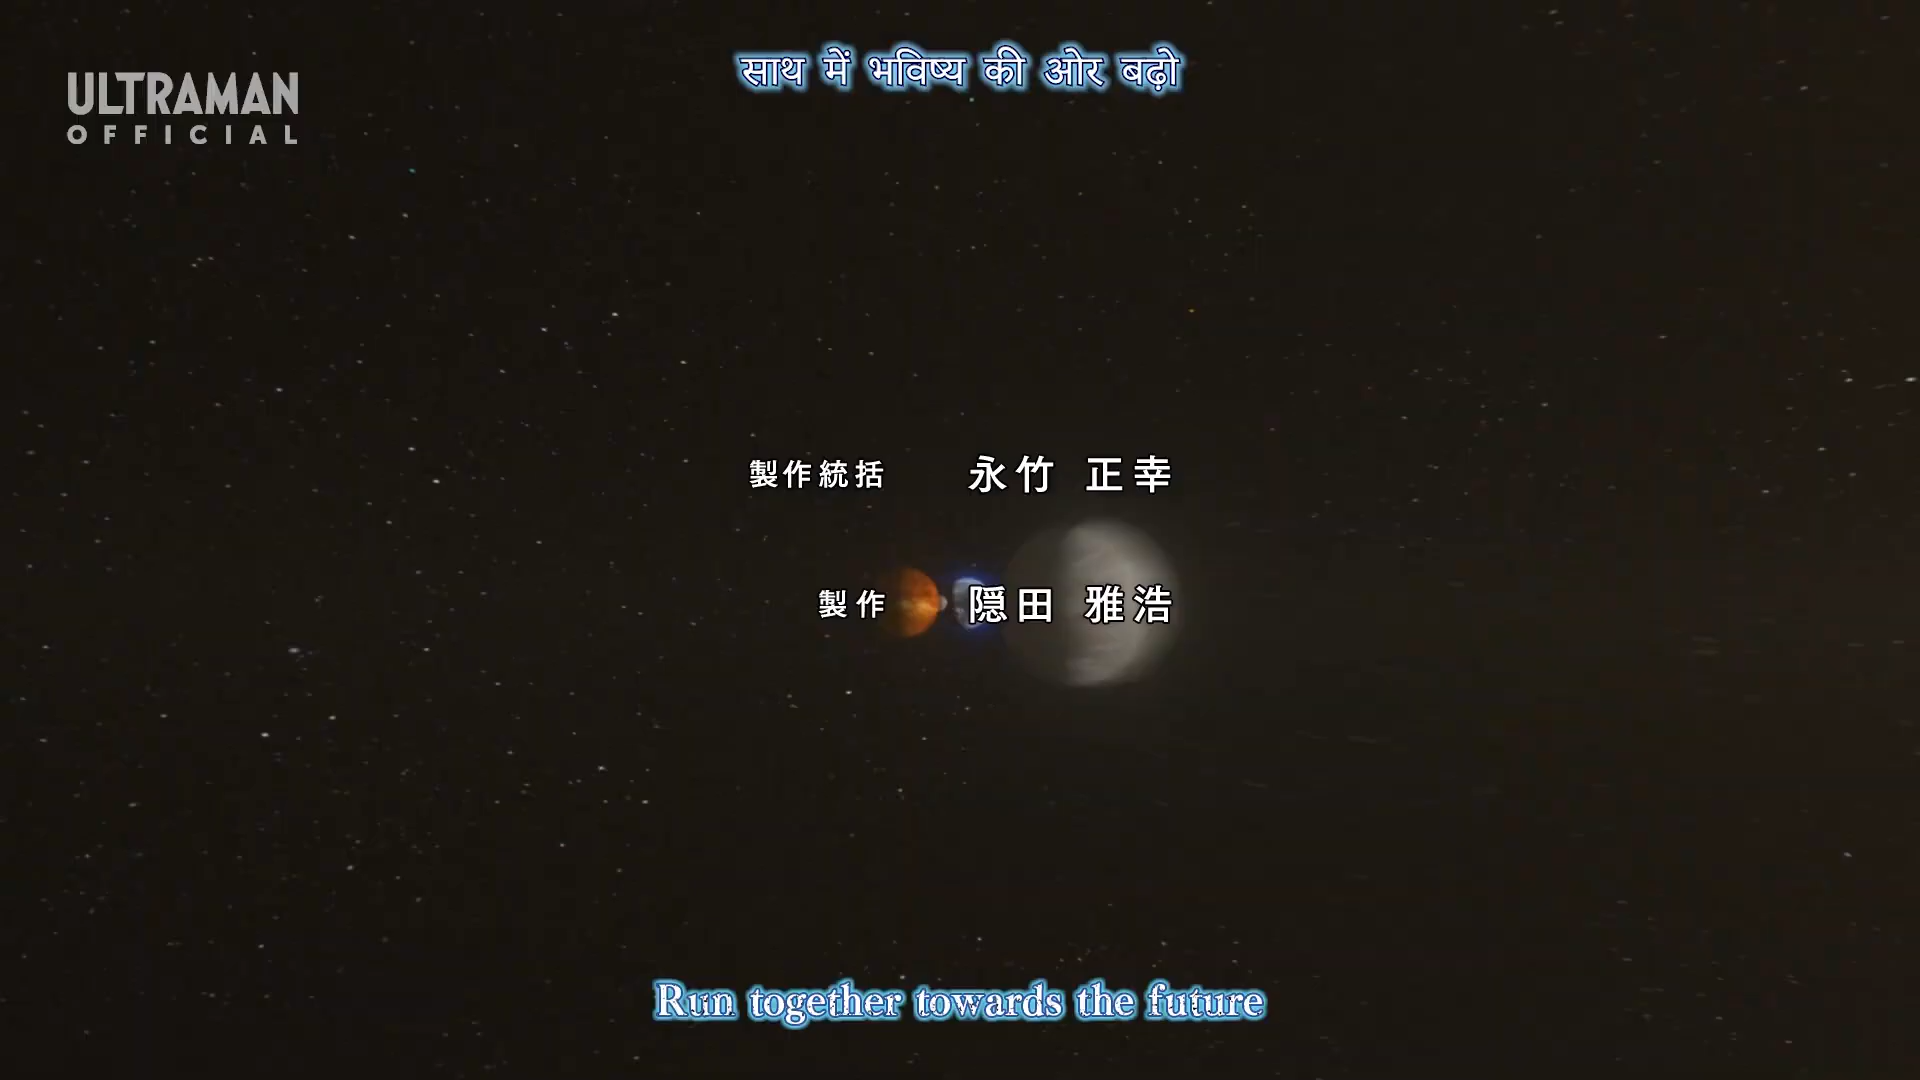 साथ में भविष्य की ओर बढ़ो
ULTRAMAN
OFFICIAL
製作統括 永竹 正幸
製作 隠田 雅浩
Run together towards the future